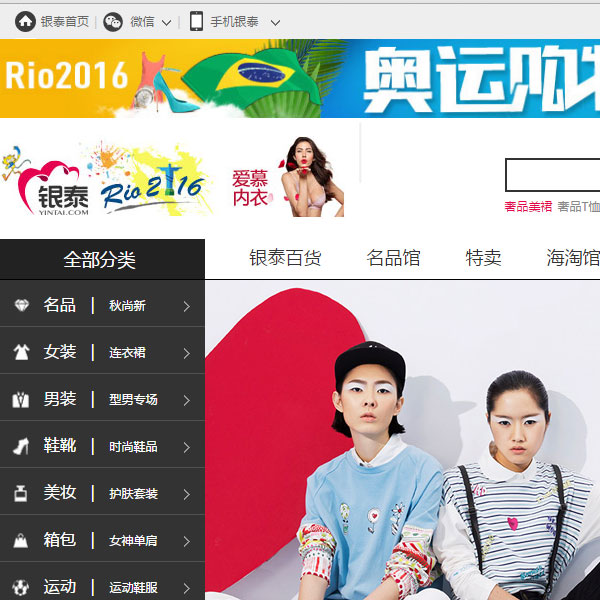 银泰首页 | 微信 | 手机银泰
Rio2016 奥运购物
银泰
YINTAI.COM
Rio 2016
爱慕
内衣
奢品美裙 奢品T恤
全部分类 银泰百货 名品馆 特卖 海淘馆
名品 | 秋尚新
女装 | 连衣裙
男装 | 型男专场
鞋靴 | 时尚鞋品
美妆 | 护肤套装
箱包 | 女神单肩
运动 | 运动鞋服